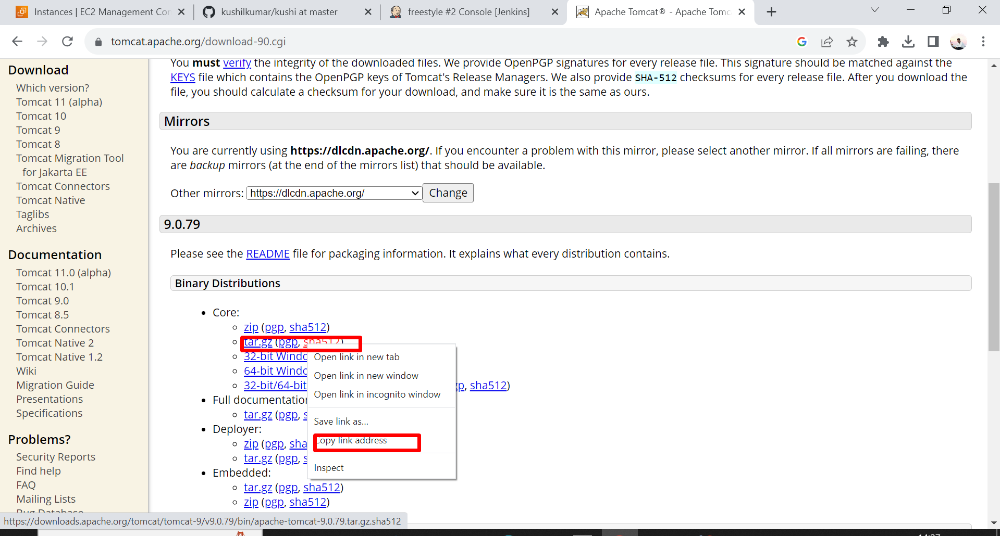 Instances | EC2 Management Con
kushilkumar/kushi at master
freestyle #2 Console [Jenkins]
Apache Tomcat® - Apache Tomc
tomcat.apache.org/download-90.cgi
Download
Which version?
Tomcat 11 (alpha)
Tomcat 10
Tomcat 9
Tomcat 8
Tomcat Migration Tool
for Jakarta EE
Tomcat Connectors
Tomcat Native
Taglibs
Archives
Documentation
Tomcat 11.0 (alpha)
Tomcat 10.1
Tomcat 9.0
Tomcat 8.5
Tomcat Connectors
Tomcat Native 2
Tomcat Native 1.2
Wiki
Migration Guide
Presentations
Specifications
Problems?
Security Reports
Find help
FAQ
Mailing Lists
Bug Database
You must verify the integrity of the downloaded files. We provide OpenPGP signatures for every release file. This signature should be matched against the
KEYS file which contains the OpenPGP keys of Tomcat's Release Managers. We also provide SHA-512 checksums for every release file. After you download the
file, you should calculate a checksum for your download, and make sure it is the same as ours.
Mirrors
You are currently using https://dlcdn.apache.org/. If you encounter a problem with this mirror, please select another mirror. If all mirrors are failing, there
are backup mirrors (at the end of the mirrors list) that should be available.
Other mirrors: https://dlcdn.apache.org/ Change
9.0.79
Please see the README file for packaging information. It explains what every distribution contains.
Binary Distributions
Core:
zip (pgp, sha512)
tar.gz (pgp, sha512)
32-bit Windo
64-bit Windo
32-bit/64-bit gp, sha512)
Full documentation
tar.gz (pgp, s
Deployer:
zip (pgp, sha
tar.gz (pgp, s
Embedded:
tar.gz (pgp, sha512)
zip (pgp, sha512)
Open link in new tab
Open link in new window
Open link in incognito window
Save link as...
Copy link address
Inspect
https://downloads.apache.org/tomcat/tomcat-9/v9.0.79/bin/apache-tomcat-9.0.79.tar.gz.sha512